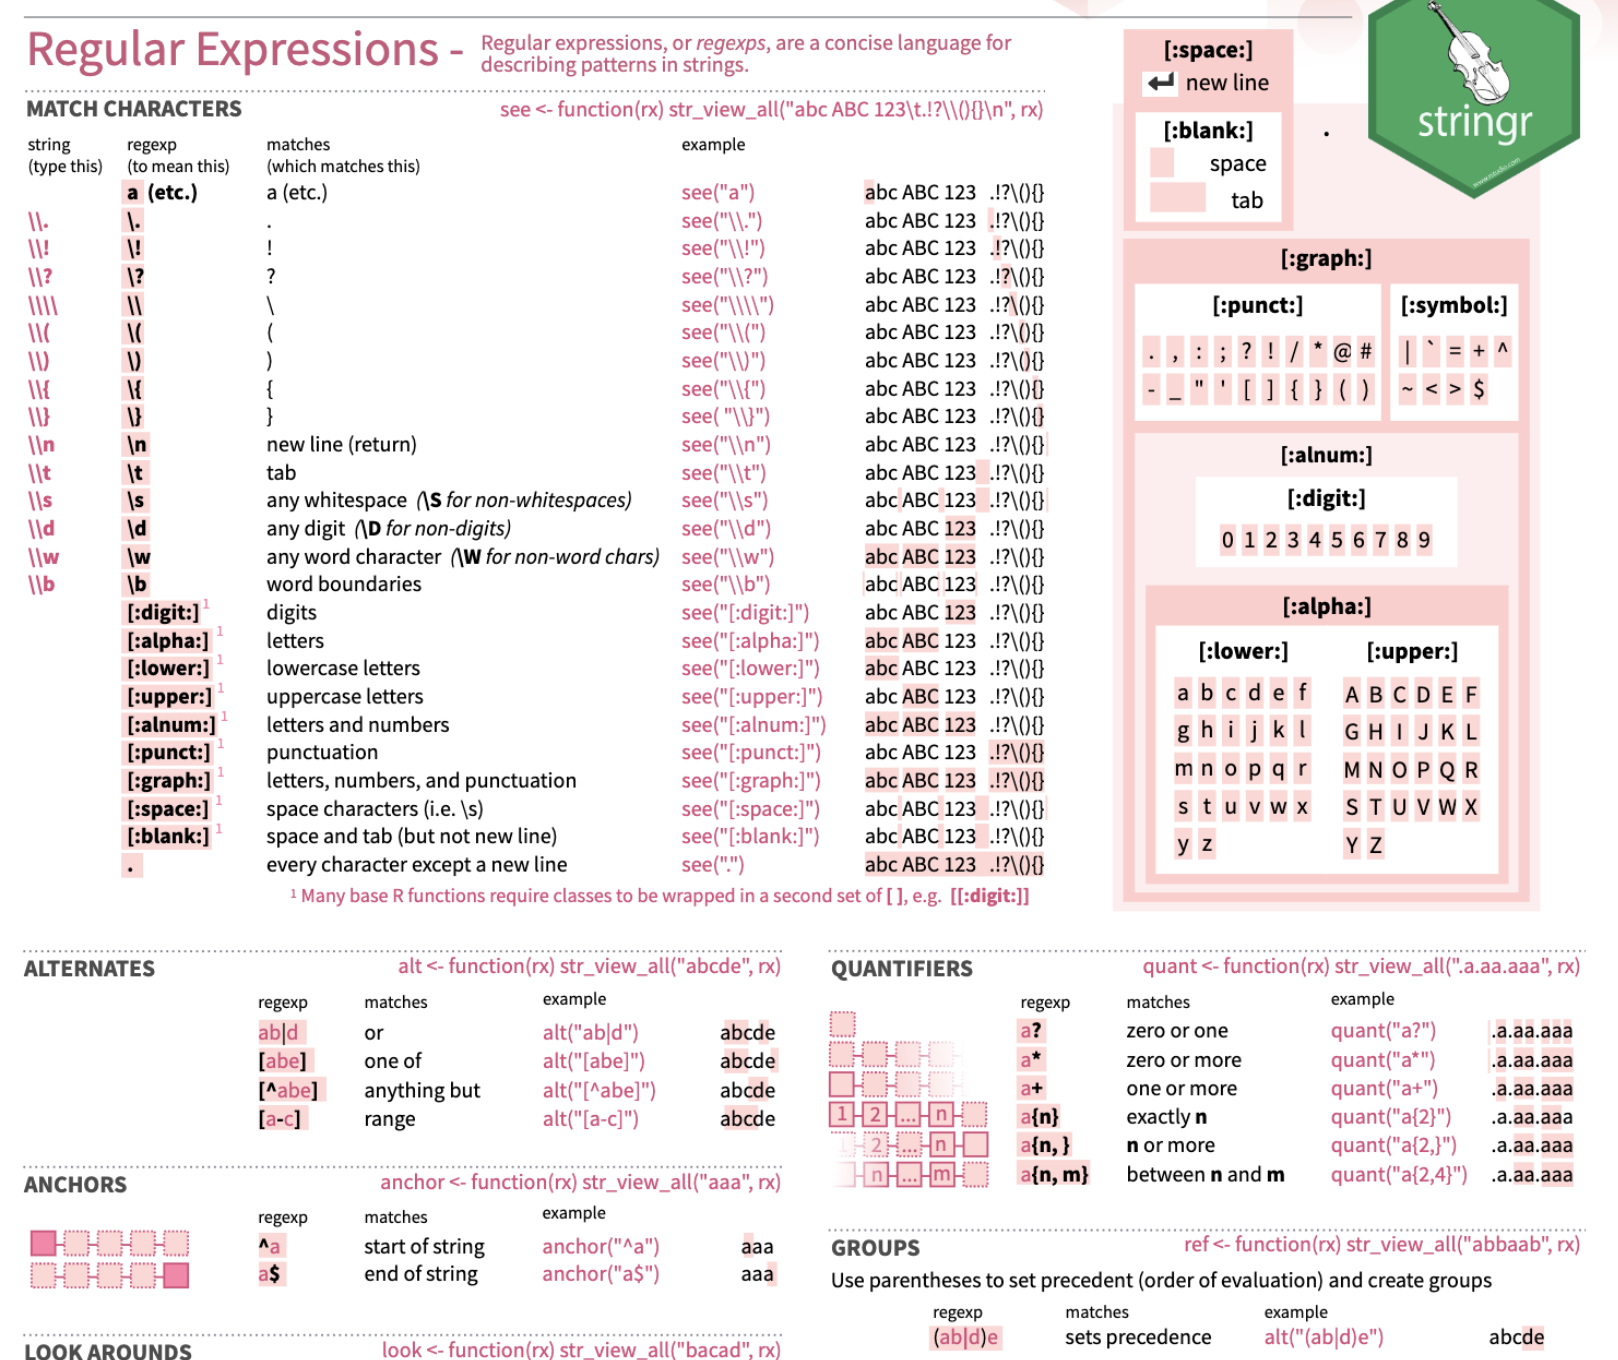 Regular Expressions -
Regular expressions, or regexps, are a concise language for
describing patterns in strings.
MATCH CHARACTERS see <- function(rx) str_view_all("abc ABC 123\t.!?\\(){}\n", rx)
string regexp matches example
(type this) (to mean this) (which matches this)
a (etc.) a (etc.) see("a") abc ABC 123 .!?\(){}
\\. \. . see("\\.") abc ABC 123 .!?\(){}
\\! \! ! see("\\!") abc ABC 123 .!?\(){}
\\? \? ? see("\\?") abc ABC 123 .!?\(){}
\\\\ \\ \ see("\\\\") abc ABC 123 .!?\(){}
\\( \( ( see("\\(") abc ABC 123 .!?\(){}
\\) \) ) see("\\)") abc ABC 123 .!?\(){}
\\{ \{ { see("\\{") abc ABC 123 .!?\(){}
\\} \} } see( "\\}") abc ABC 123 .!?\(){}
\\n \n new line (return) see("\\n") abc ABC 123 .!?\(){}
\\t \t tab see("\\t") abc ABC 123 .!?\(){}
\\s \s any whitespace (\S for non-whitespaces) see("\\s") abc ABC 123 .!?\(){}
\\d \d any digit (\D for non-digits) see("\\d") abc ABC 123 .!?\(){}
\\w \w any word character (\W for non-word chars) see("\\w") abc ABC 123 .!?\(){}
\\b \b word boundaries see("\\b") abc ABC 123 .!?\(){}
[:digit:] 1 digits see("[:digit:]") abc ABC 123 .!?\(){}
[:alpha:] 1 letters see("[:alpha:]") abc ABC 123 .!?\(){}
[:lower:] 1 lowercase letters see("[:lower:]") abc ABC 123 .!?\(){}
[:upper:] 1 uppercase letters see("[:upper:]") abc ABC 123 .!?\(){}
[:alnum:] 1 letters and numbers see("[:alnum:]") abc ABC 123 .!?\(){}
[:punct:] 1 punctuation see("[:punct:]") abc ABC 123 .!?\(){}
[:graph:] 1 letters, numbers, and punctuation see("[:graph:]") abc ABC 123 .!?\(){}
[:space:] 1 space characters (i.e. \s) see("[:space:]") abc ABC 123 .!?\(){}
[:blank:] 1 space and tab (but not new line) see("[:blank:]") abc ABC 123 .!?\(){}
. every character except a new line see(".") abc ABC 123 .!?\(){}
1 Many base R functions require classes to be wrapped in a second set of [ ], e.g. [[:digit:]]
[:space:]
new line
[:blank:]
space
tab
.
stringr
www.rstudio.com
[:graph:]
[:punct:] [:symbol:]
. , : ; ? ! / * @ # | ` = + ^
- _ " ' [ ] { } ( ) ~ < > $
[:alnum:]
[:digit:]
0 1 2 3 4 5 6 7 8 9
[:alpha:]
[:lower:] [:upper:]
a b c d e f A B C D E F
g h i j k l G H I J K L
m n o p q r M N O P Q R
s t u v w x S T U V W X
y z Y Z
ALTERNATES alt <- function(rx) str_view_all("abcde", rx)
regexp matches example
ab|d or alt("ab|d") abcde
[abe] one of alt("[abe]") abcde
[^abe] anything but alt("[^abe]") abcde
[a-c] range alt("[a-c]") abcde
ANCHORS anchor <- function(rx) str_view_all("aaa", rx)
regexp matches example
^a start of string anchor("^a") aaa
a$ end of string anchor("a$") aaa
LOOK AROUNDS look <- function(rx) str_view_all("bacad", rx)
QUANTIFIERS quant <- function(rx) str_view_all(".a.aa.aaa", rx)
regexp matches example
a? zero or one quant("a?") .a.aa.aaa
a* zero or more quant("a*") .a.aa.aaa
a+ one or more quant("a+") .a.aa.aaa
1 2 ... n a{n} exactly n quant("a{2}") .a.aa.aaa
1 2 ... n a{n, } n or more quant("a{2,}") .a.aa.aaa
n ... m a{n, m} between n and m quant("a{2,4}") .a.aa.aaa
GROUPS ref <- function(rx) str_view_all("abbaab", rx)
Use parentheses to set precedent (order of evaluation) and create groups
regexp matches example
(ab|d)e sets precedence alt("(ab|d)e") abcde